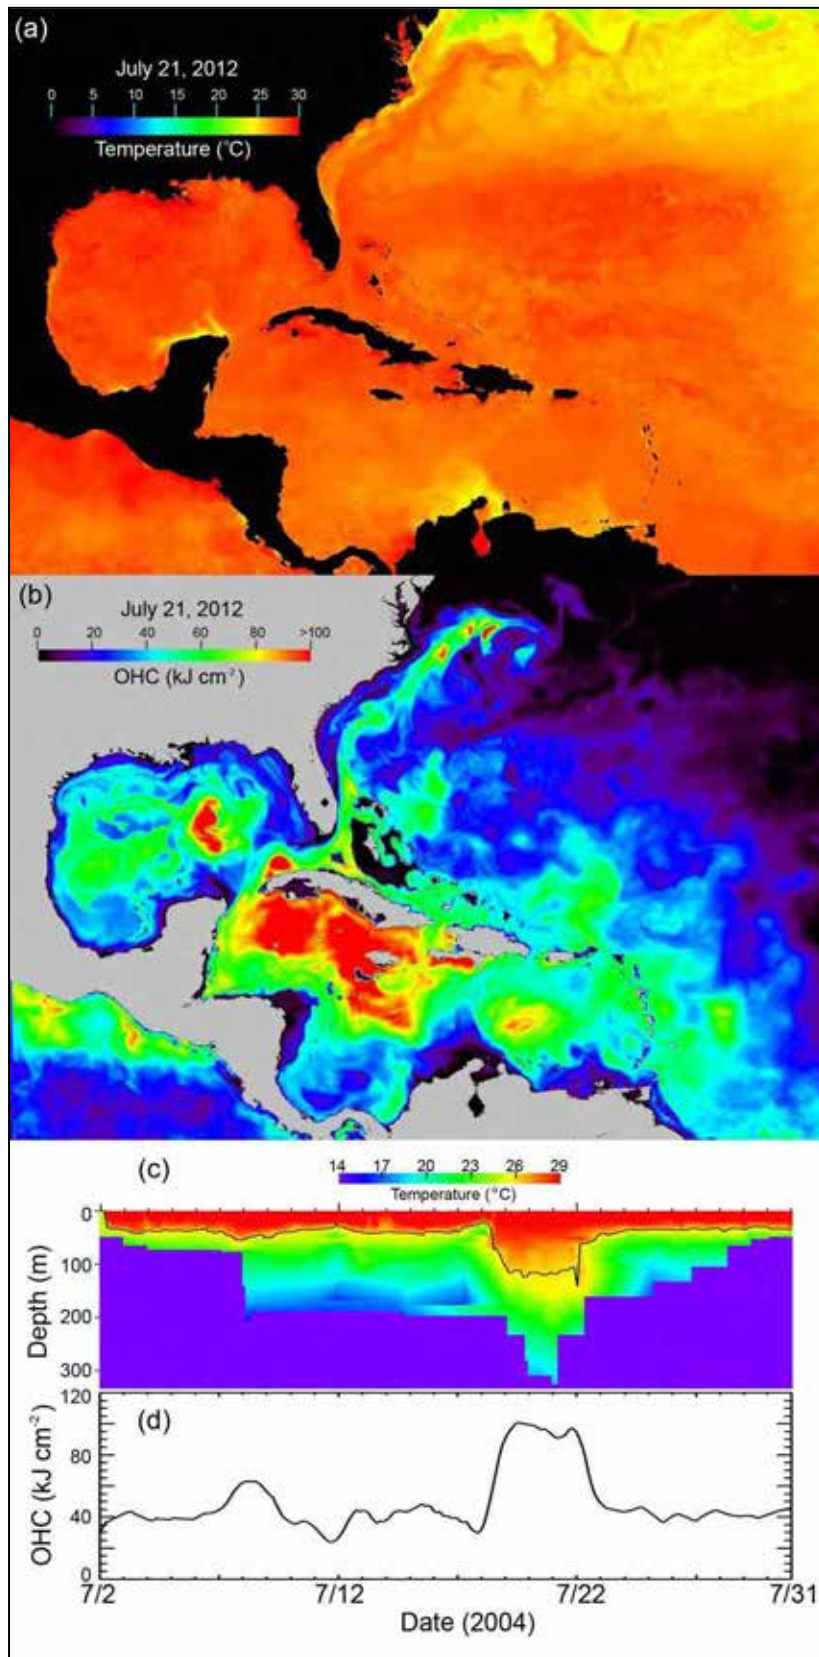 (a)
July 21, 2012
0 5 10 15 20 25 30
Temperature (°C)
(b)
July 21, 2012
0 20 40 60 80 >100
OHC (kJ cm⁻²)
(c)
14 17 20 23 26 29
Temperature (°C)
0
100
200
300
Depth (m)
(d)
120
80
40
0
OHC (kJ cm⁻²)
7/2 7/12 7/22 7/31
Date (2004)